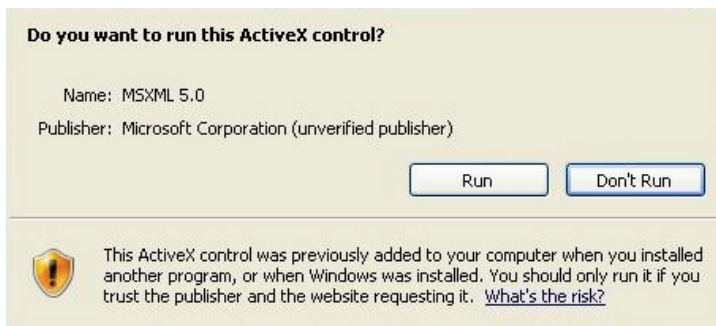 Do you want to run this ActiveX control?
Name: MSXML 5.0
Publisher: Microsoft Corporation (unverified publisher)
Run
Don't Run
This ActiveX control was previously added to your computer when you installed
another program, or when Windows was installed. You should only run it if you
trust the publisher and the website requesting it. What's the risk?